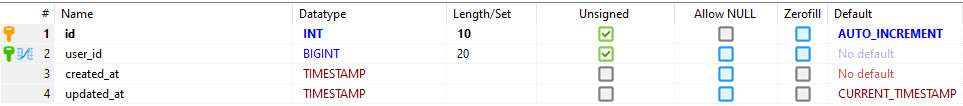 # Name Datatype Length/Set Unsigned Allow NULL Zerofill Default
1 id INT 10 AUTO_INCREMENT
2 user_id BIGINT 20 No default
3 created_at TIMESTAMP No default
4 updated_at TIMESTAMP CURRENT_TIMESTAMP